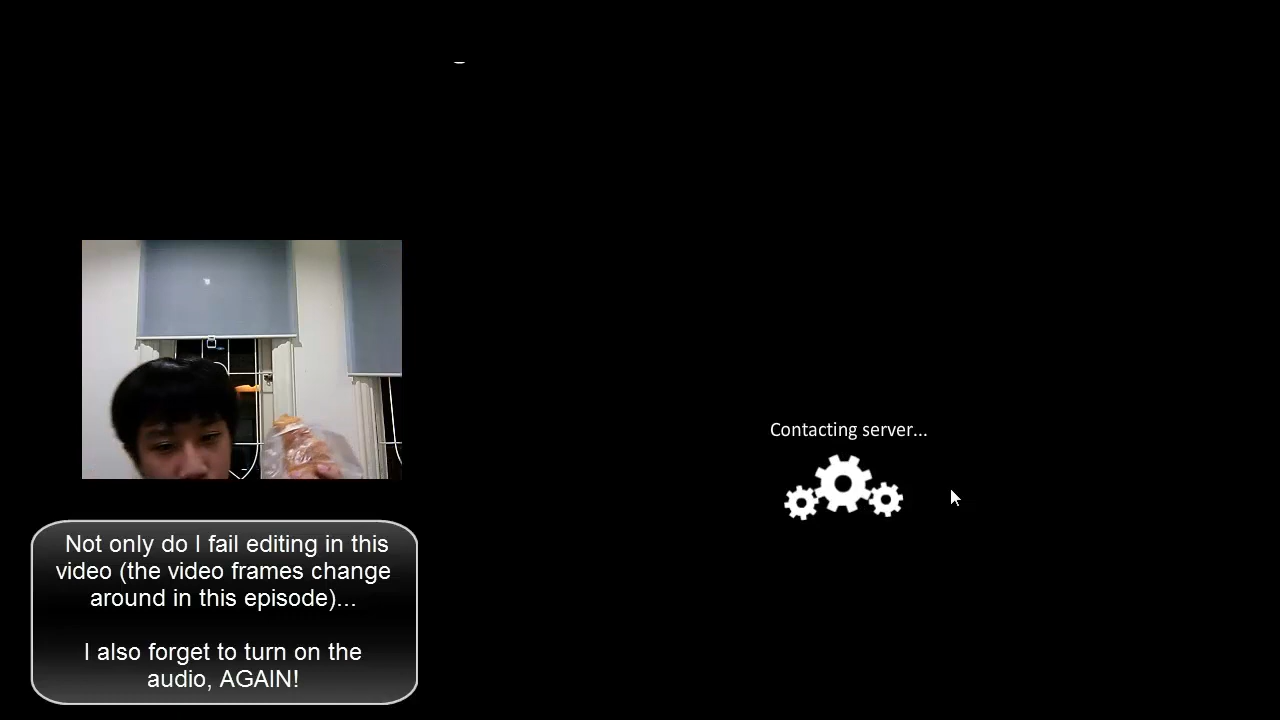 Contacting server...
Not only do I fail editing in this
video (the video frames change
around in this episode)...
I also forget to turn on the
audio, AGAIN!